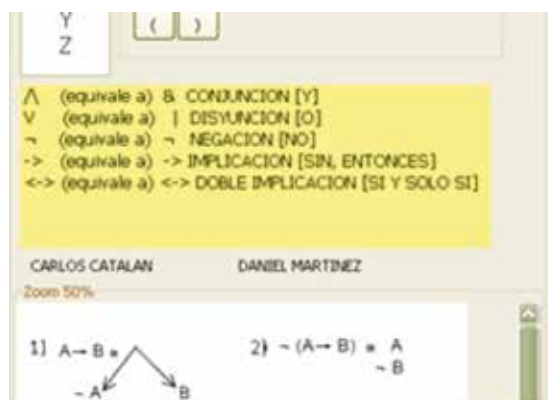 Y
Z
( )
∧ (equivale a) & CONJUNCION [Y]
∨ (equivale a) | DISYUNCION [O]
¬ (equivale a) ¬ NEGACION [NO]
-> (equivale a) -> IMPLICACION [SIN, ENTONCES]
<-> (equivale a) <-> DOBLE IMPLICACION [SI Y SOLO SI]
CARLOS CATALAN DANIEL MARTINEZ
Zoom 50%
1] A→ B = 2) ¬ (A→ B) = A
¬ A B ¬ B